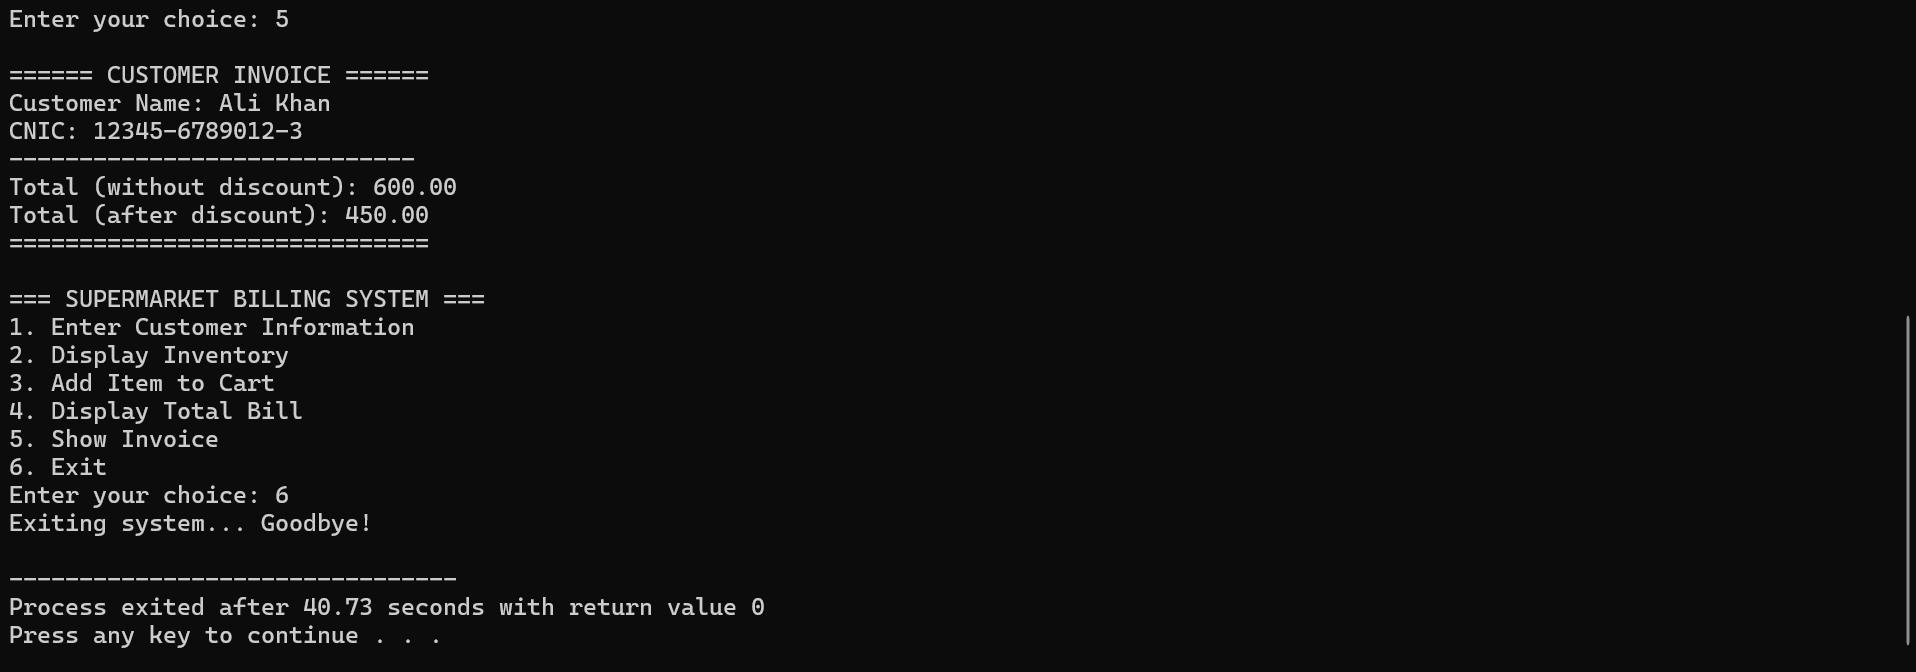 Enter your choice: 5
====== CUSTOMER INVOICE ======
Customer Name: Ali Khan
CNIC: 12345-6789012-3
-----------------------------
Total (without discount): 600.00
Total (after discount): 450.00
==============================
=== SUPERMARKET BILLING SYSTEM ===
1. Enter Customer Information
2. Display Inventory
3. Add Item to Cart
4. Display Total Bill
5. Show Invoice
6. Exit
Enter your choice: 6
Exiting system... Goodbye!
--------------------------------
Process exited after 40.73 seconds with return value 0
Press any key to continue . . .